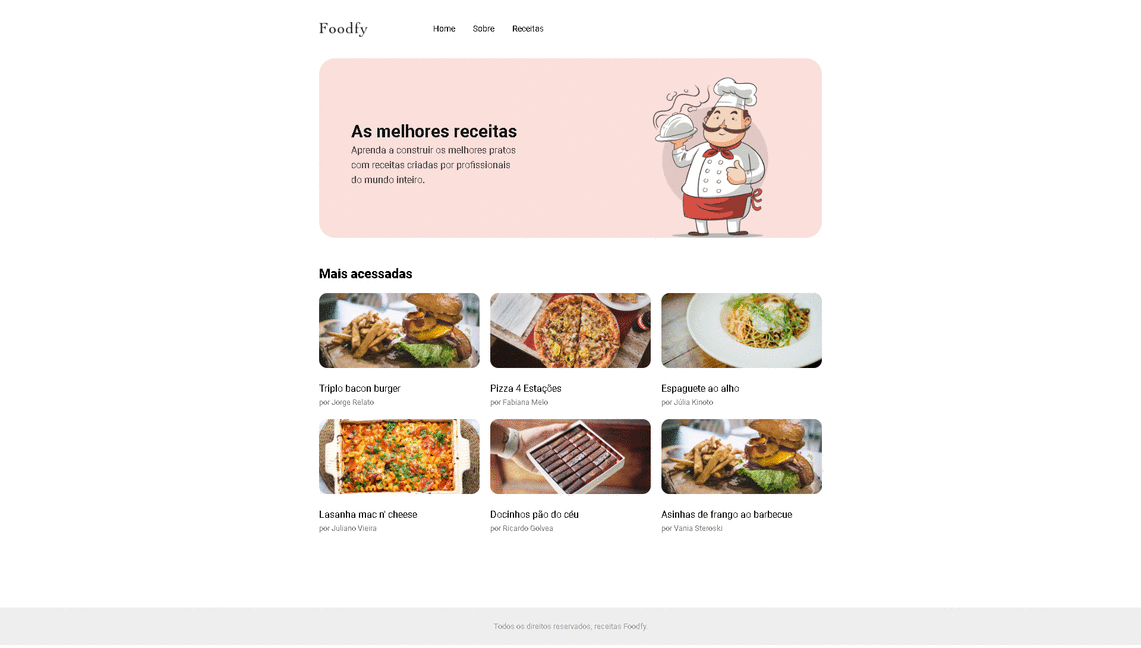 Foodfy
Home Sobre Receitas
As melhores receitas
Aprenda a construir os melhores pratos
com receitas criadas por profissionais
do mundo inteiro.
Mais acessadas
Triplo bacon burger
por Jorge Relato
Pizza 4 Estações
por Fabiana Melo
Espaguete ao alho
por Júlia Kinoto
Lasanha mac n' cheese
por Juliano Vieira
Docinhos pão do céu
por Ricardo Golvea
Asinhas de frango ao barbecue
por Vania Steroski
Todos os direitos reservados, receitas Foodfy.